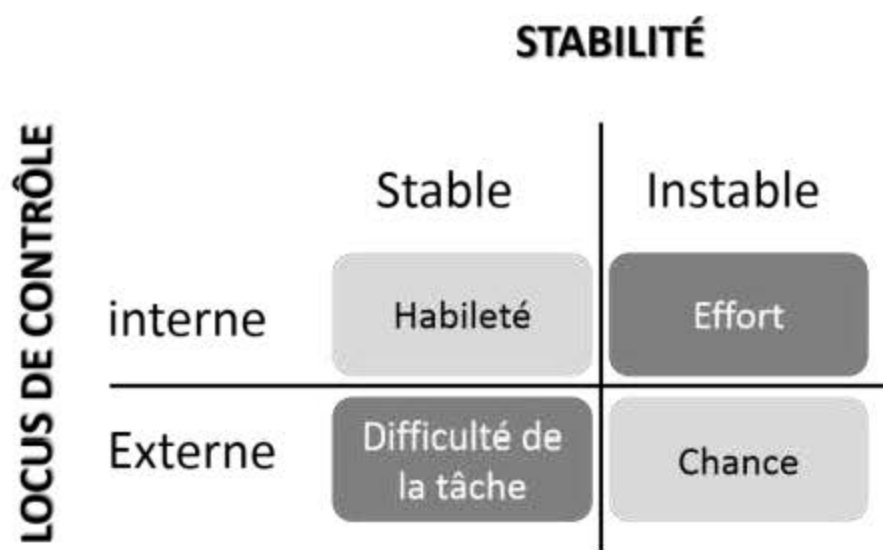 STABILITÉ
LOCUS DE CONTRÔLE
Stable
Instable
interne
Habileté
Effort
Externe
Difficulté de
la tâche
Chance